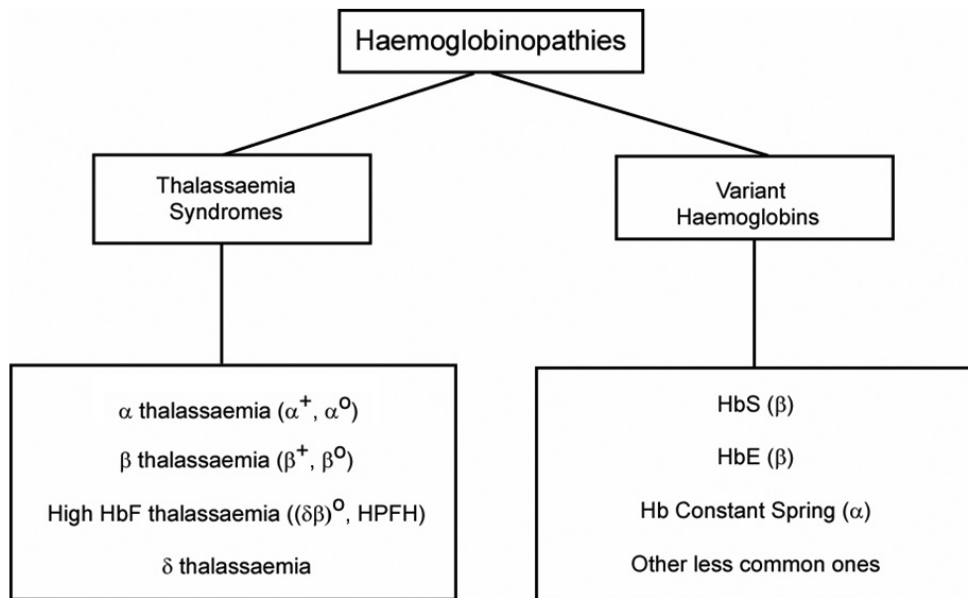 Haemoglobinopathies
Thalassaemia
Syndromes
Variant
Haemoglobins
α thalassaemia (α⁺, α⁰)
β thalassaemia (β⁺, β⁰)
High HbF thalassaemia ((δβ)⁰, HPFH)
δ thalassaemia
HbS (β)
HbE (β)
Hb Constant Spring (α)
Other less common ones